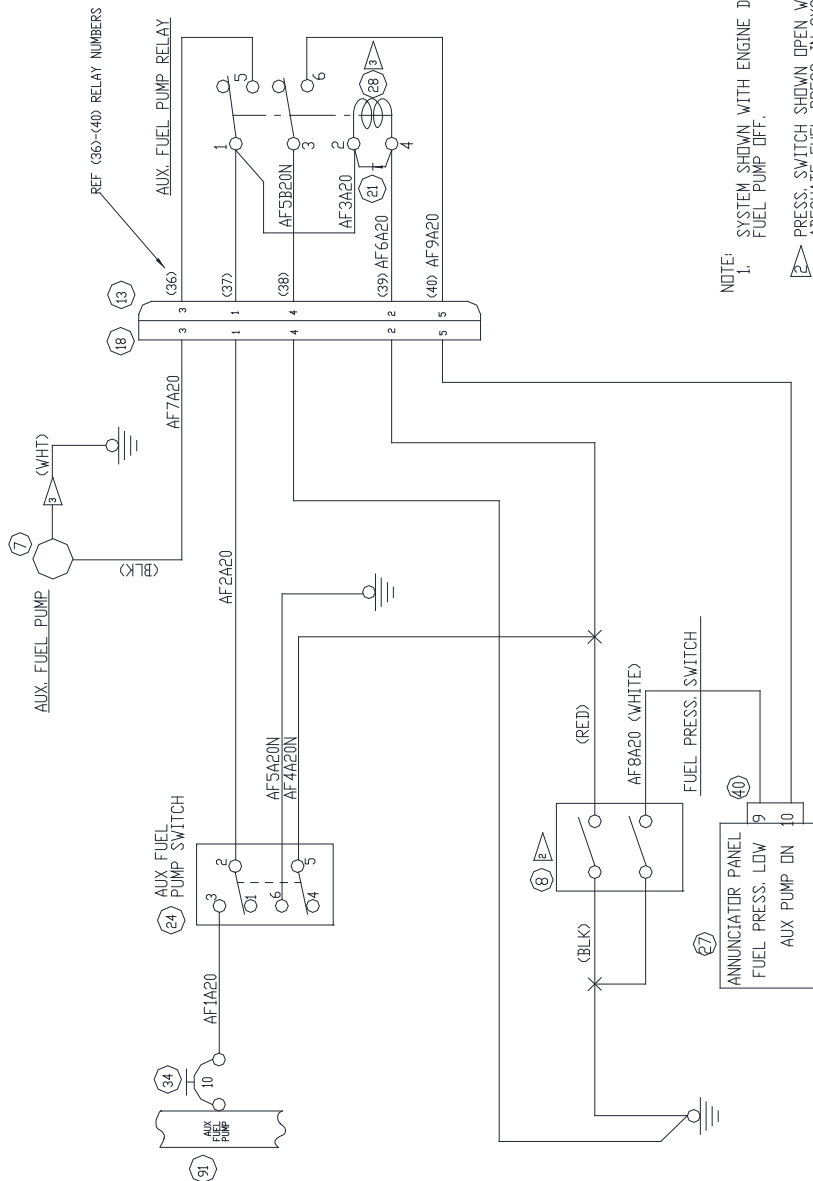 REF (36)-(40) RELAY NUMBERS
AUX. FUEL PUMP RELAY
7
3
(WHT)
AUX. FUEL PUMP
(BLK)
AF7A20
18
13
3
3
(36)
1
1
(37)
4
4
(38)
2
2
(39)
5
5
(40)
AF5B20N
AF3A20
AF6A20
AF9A20
1
5
3
6
2
4
21
28
3
AF2A20
AUX FUEL
PUMP SWITCH
24
3
2
1
6
5
4
AF5A20N
AF4A20N
AF1A20
34
10
AUX
FUEL
PUMP
91
8
2
(BLK)
(RED)
AF8A20 (WHITE)
FUEL PRESS. SWITCH
27
40
ANNUNCIATOR PANEL
FUEL PRESS. LOW
9
AUX PUMP ON
10
NOTE:
1. SYSTEM SHOWN WITH ENGINE
FUEL PUMP OFF.
2 PRESS. SWITCH SHOWN OPEN